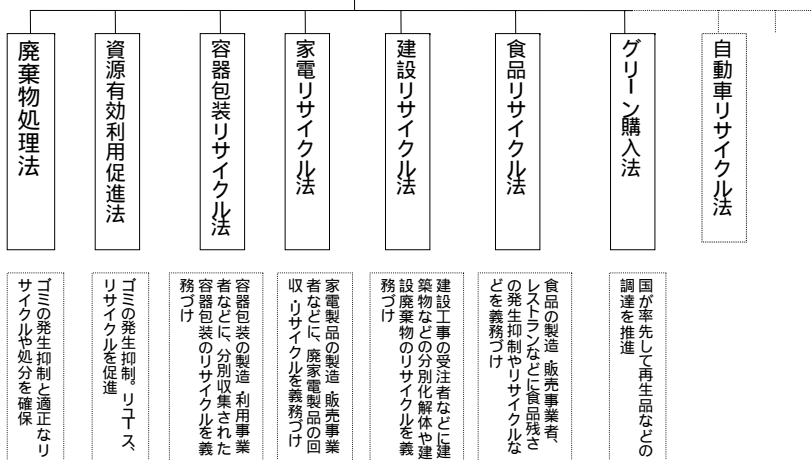 廃棄物処理法
資源有効利用促進法
容器包装リサイクル法
家電リサイクル法
建設リサイクル法
食品リサイクル法
グリーン購入法
自動車リサイクル法
ゴミの発生抑制と適正なリ
サイクルや処分を確保
ゴミの発生抑制。リユース、
リサイクルを促進
容器包装の製造・利用事業
者などに、分別収集された
容器包装のリサイクルを義
務づけ
家電製品の製造・販売事業
者などに、廃家電製品の回
収・リサイクルを義務づけ
建設工事の受注者などに建
築物などの分別化解体や建
設廃棄物のリサイクルを義
務づけ
食品の製造・販売事業者、
レストランなどに食品残さ
の発生抑制やリサイクルな
どを義務づけ
国が率先して再生品などの
調達を推進